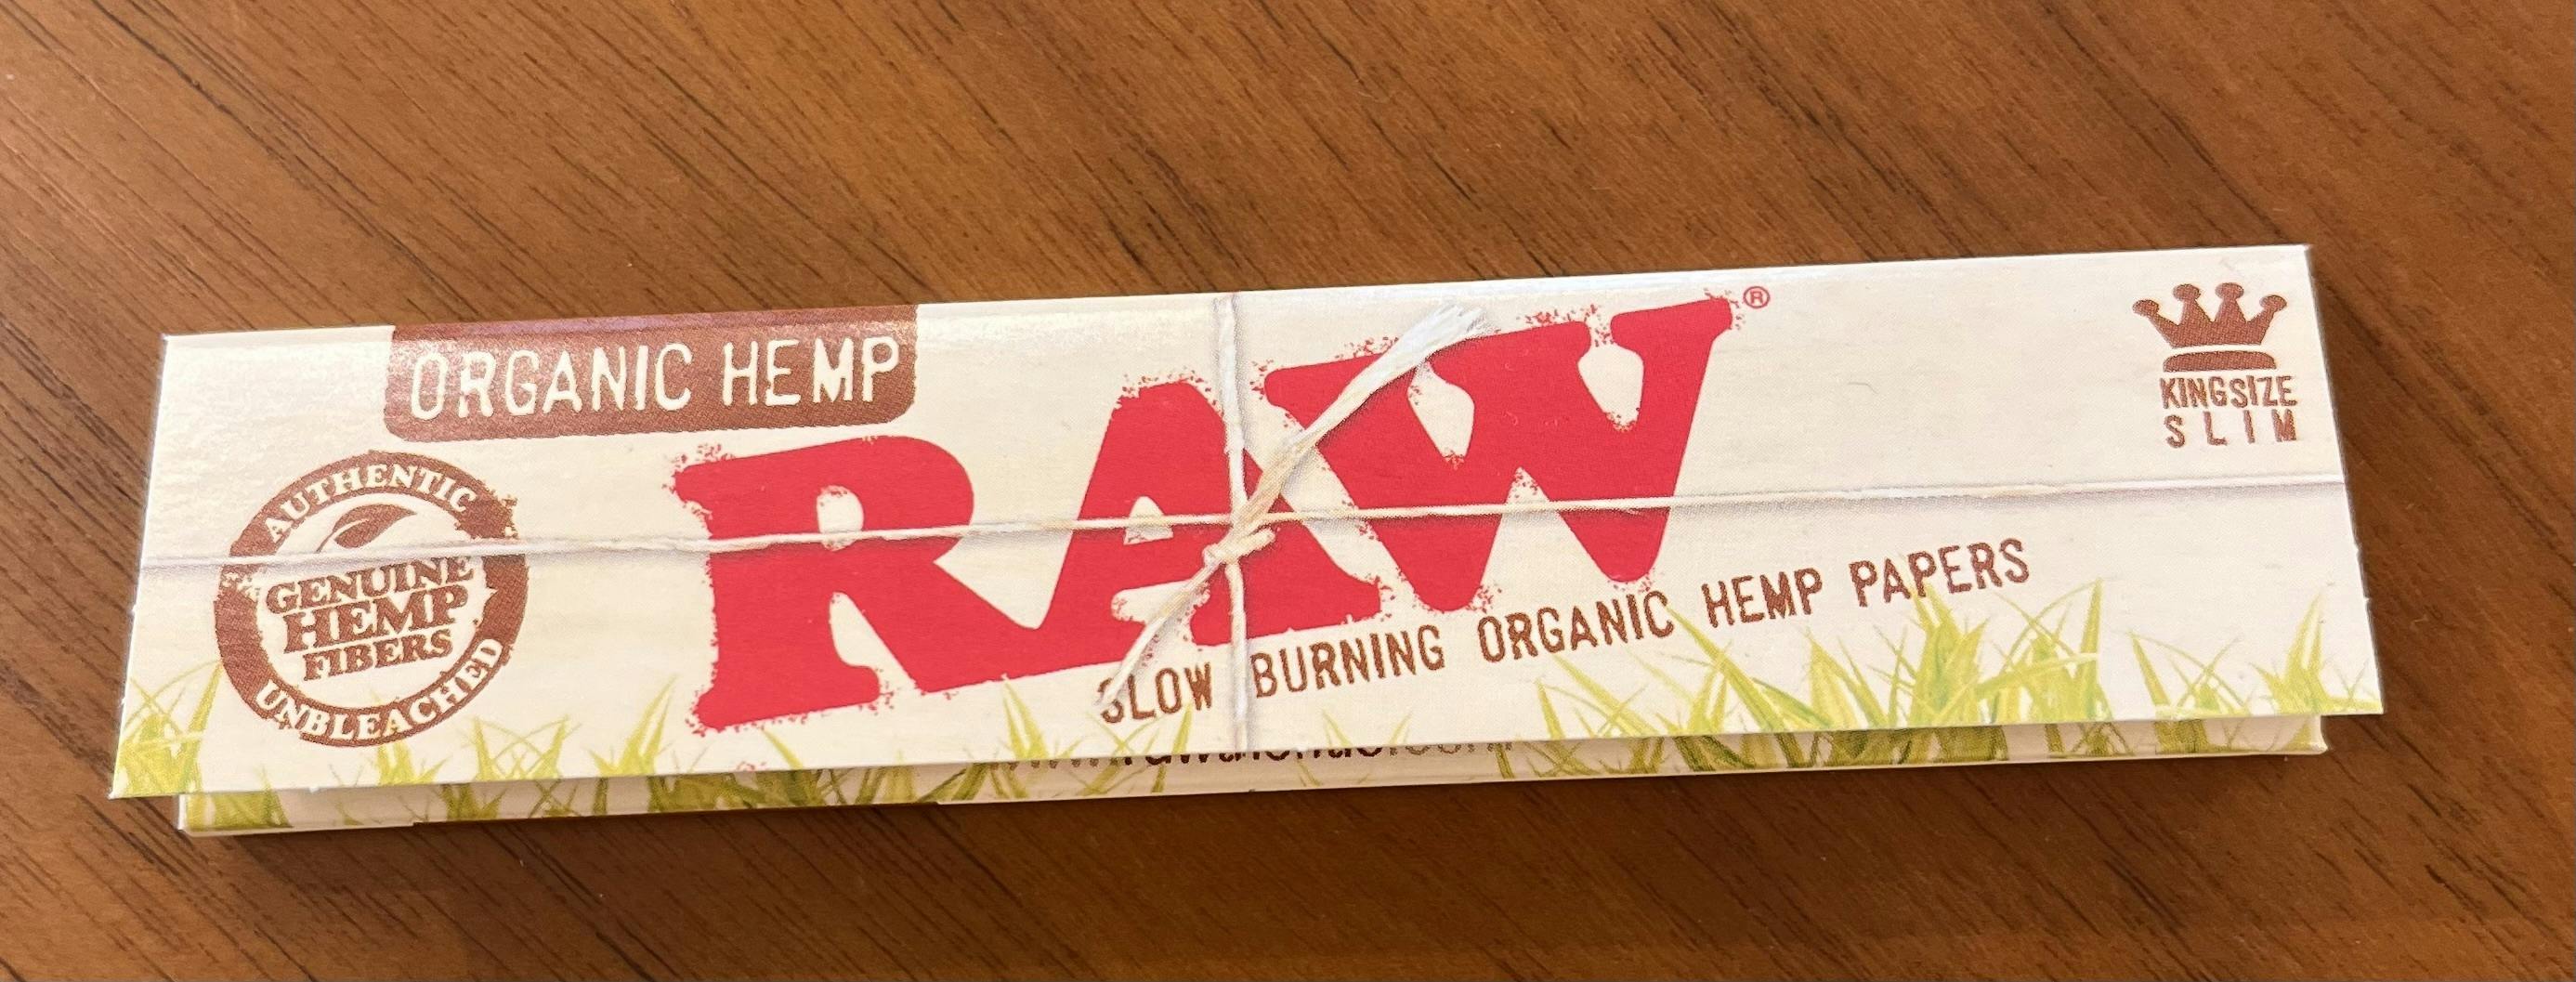 ORGANIC HEMP
RAW®
KINGSIZE
SLIM
AUTHENTIC
GENUINE
HEMP
FIBERS
UNBLEACHED
SLOW BURNING ORGANIC HEMP PAPERS